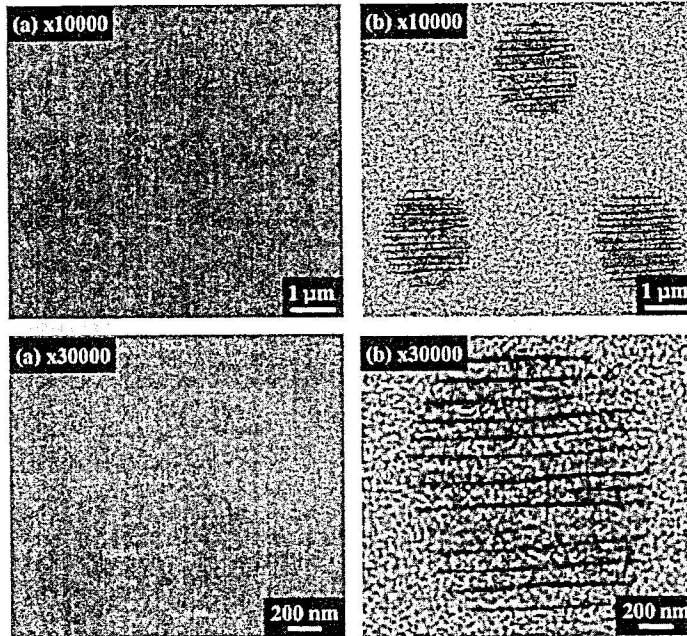 (a) x10000
(b) x10000
1 μm
1 μm
(a) x30000
(b) x30000
200 nm
200 nm